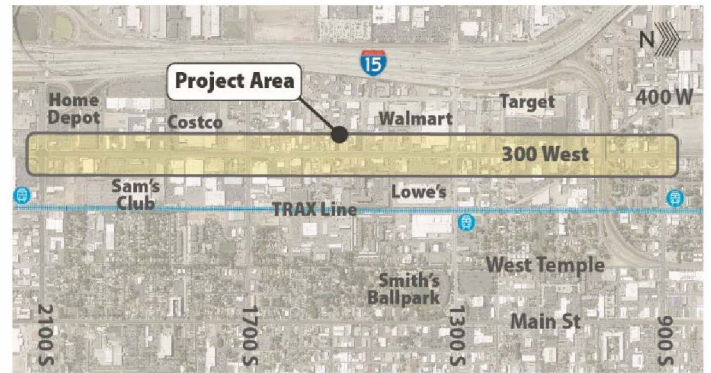 N
15
Project Area
Home
Depot
Costco
Walmart
Target
400 W
300 West
Sam's
Club
Lowe's
TRAX Line
West Temple
Smith's
Ballpark
Main St
2100 S
1700 S
1300 S
900 S